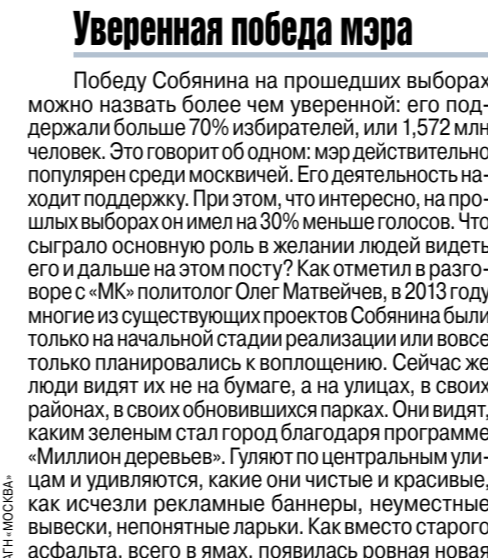 Уверенная победа мэра
Победу Собянина на прошедших выборах
можно назвать более чем уверенной: его под-
держали больше 70% избирателей, или 1,572 млн
человек. Это говорит об одном: мэр действительно
популярен среди москвичей. Его деятельность на-
ходит поддержку. При этом, что интересно, на про-
шлых выборах он имел на 30% меньше голосов. Что
сыграло основную роль в желании людей видеть
его и дальше на этом посту? Как отметил в разго-
воре с «МК» политолог Олег Матвейчев, в 2013 году
многие из существующих проектов Собянина были
только на начальной стадии реализации или вовсе
только планировались к воплощению. Сейчас же
люди видят их не на бумаге, а на улицах, в своих
районах, в своих обновившихся парках. Они видят,
каким зеленым стал город благодаря программе
«Миллион деревьев». Гуляют по центральным ули-
цам и удивляются, какие они чистые и красивые,
как исчезли рекламные баннеры, неуместные
вывески, непонятные ларьки. Как вместо старого
асфальта, всего в ямах, появилась ровная новая
АГН «МОСКВА»